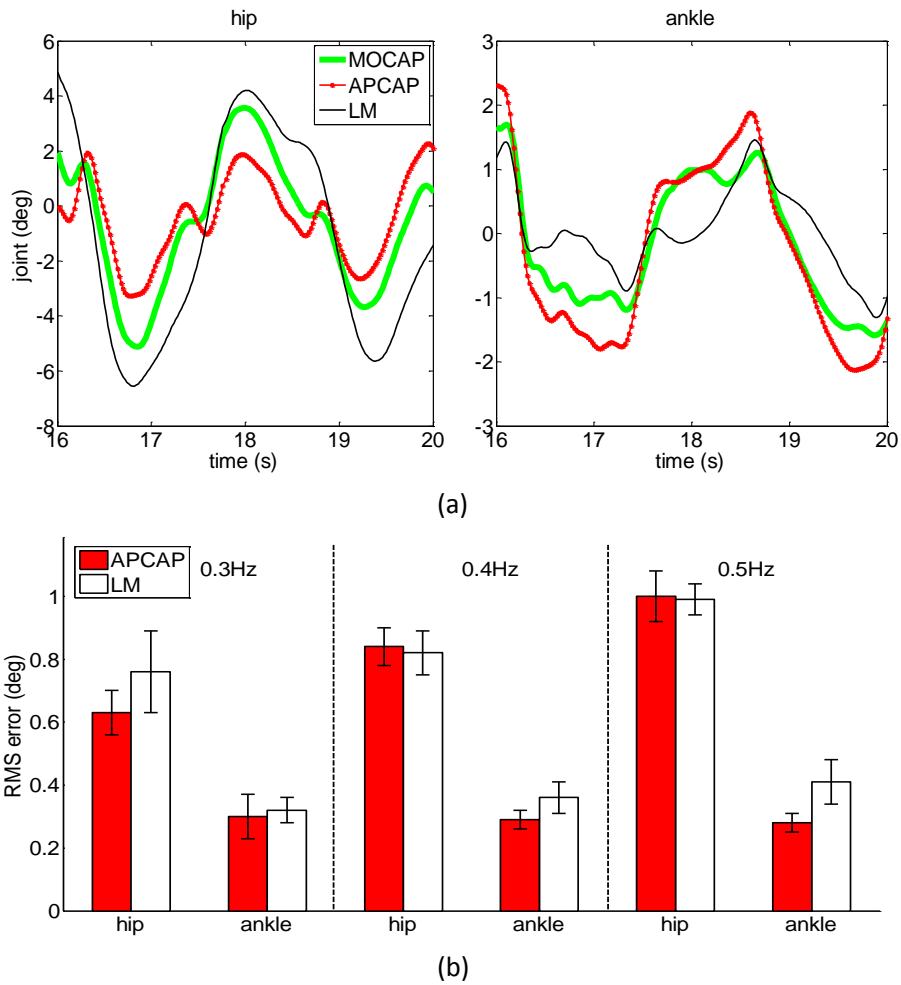 hip
ankle
6
4
2
0
-2
-4
-6
-8
joint (deg)
MOCAP
APCAP
LM
16
17
18
19
20
time (s)
3
2
1
0
-1
-2
-3
16
17
18
19
20
time (s)
(a)
APCAP
LM
0.3Hz
0.4Hz
0.5Hz
1
0.8
0.6
0.4
0.2
0
RMS error (deg)
hip
ankle
hip
ankle
hip
ankle
(b)